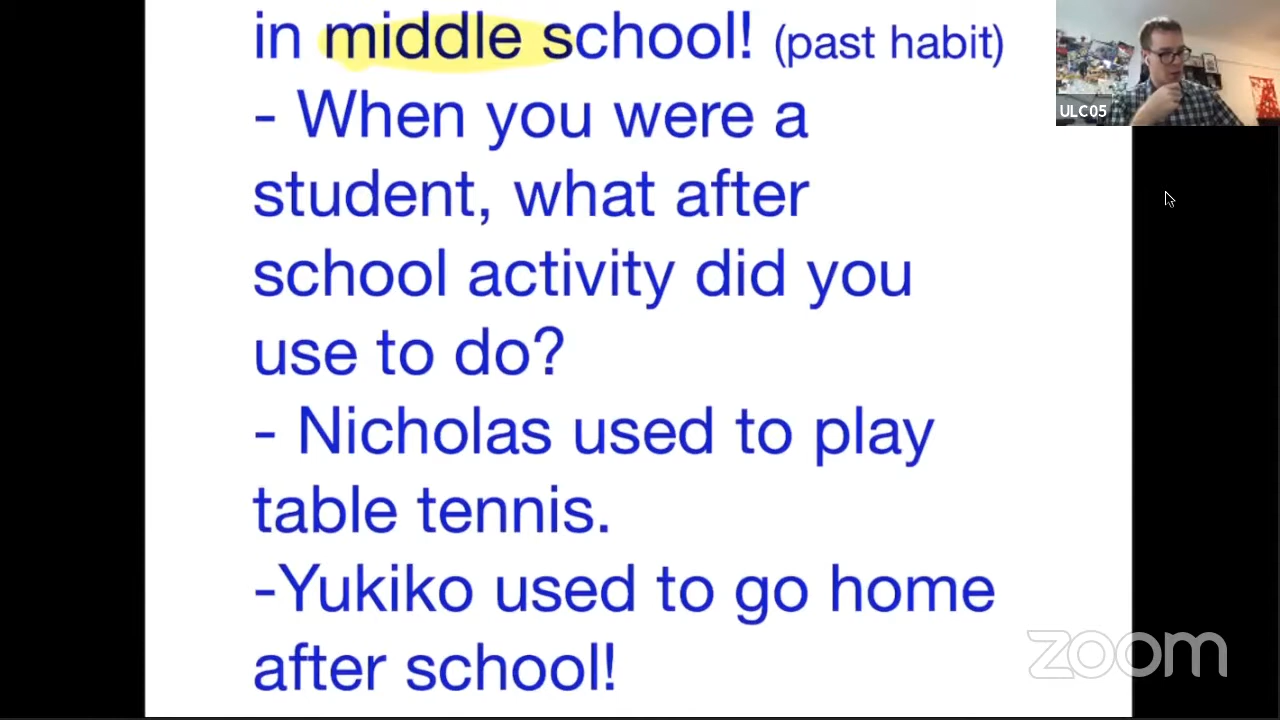 in middle school! (past habit)
- When you were a
student, what after
school activity did you
use to do?
- Nicholas used to play
table tennis.
-Yukiko used to go home
after school!
ULC05
zoom